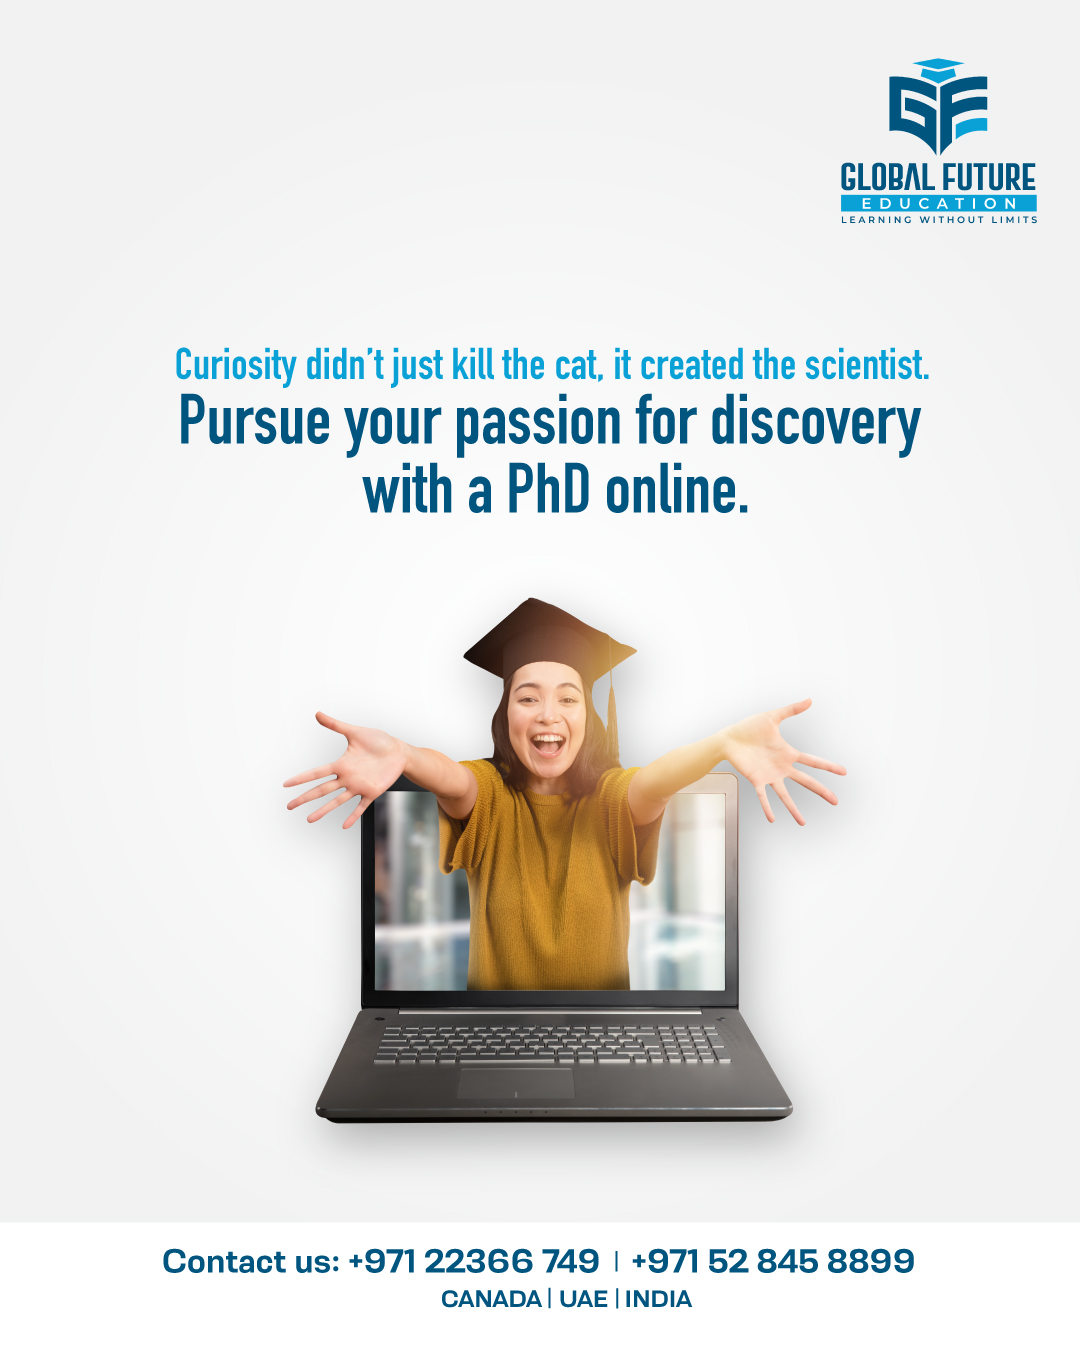 GF
GLOBAL FUTURE
EDUCATION
LEARNING WITHOUT LIMITS
Curiosity didn’t just kill the cat, it created the scientist.
Pursue your passion for discovery
with a PhD online.
Contact us: +971 22366 749 | +971 52 845 8899
CANADA | UAE | INDIA